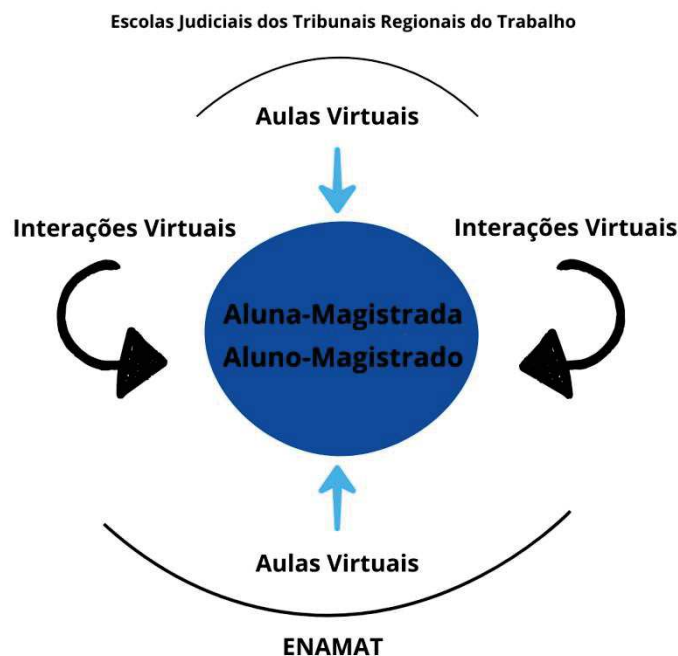 Escolas Judiciais dos Tribunais Regionais do Trabalho
Aulas Virtuais
Interações Virtuais
Interações Virtuais
Aluna-Magistrada
Aluno-Magistrado
Aulas Virtuais
ENAMAT